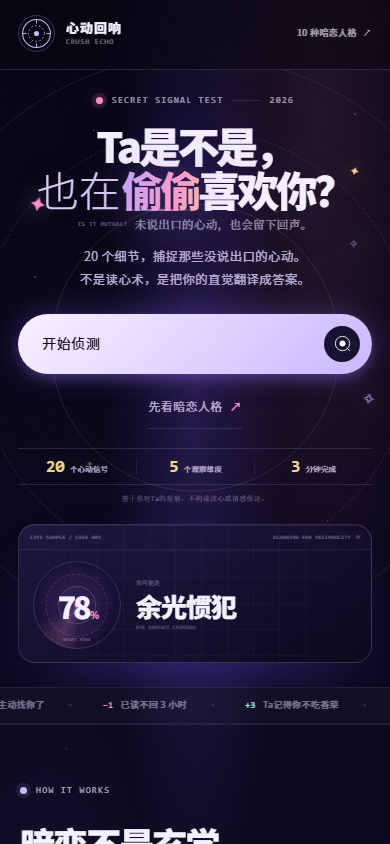 心动回响
CRUSH ECHO
10 种暗恋人格 ↗
SECRET SIGNAL TEST
2026
Ta是不是，
也在偷偷喜欢你?
IS IT MUTUAL?
未说出口的心动，也会留下回声。
20 个细节，捕捉那些没说出口的心动。
不是读心术，是把你的直觉翻译成答案。
开始侦测
先看暗恋人格 ↗
20 个心动信号
5 个观察维度
3 分钟完成
基于你对Ta的观察，不构成读心或情感保证。
LIVE SAMPLE / CASE 001
SCANNING FOR RECIPROCITY
78%
HEART ECHO
你可能是
余光惯犯
EYE CONTACT CRIMINAL
主动找你了
−1 已读不回 3 小时
+3 Ta记得你不吃香菜
HOW IT WORKS
暗恋不是玄学